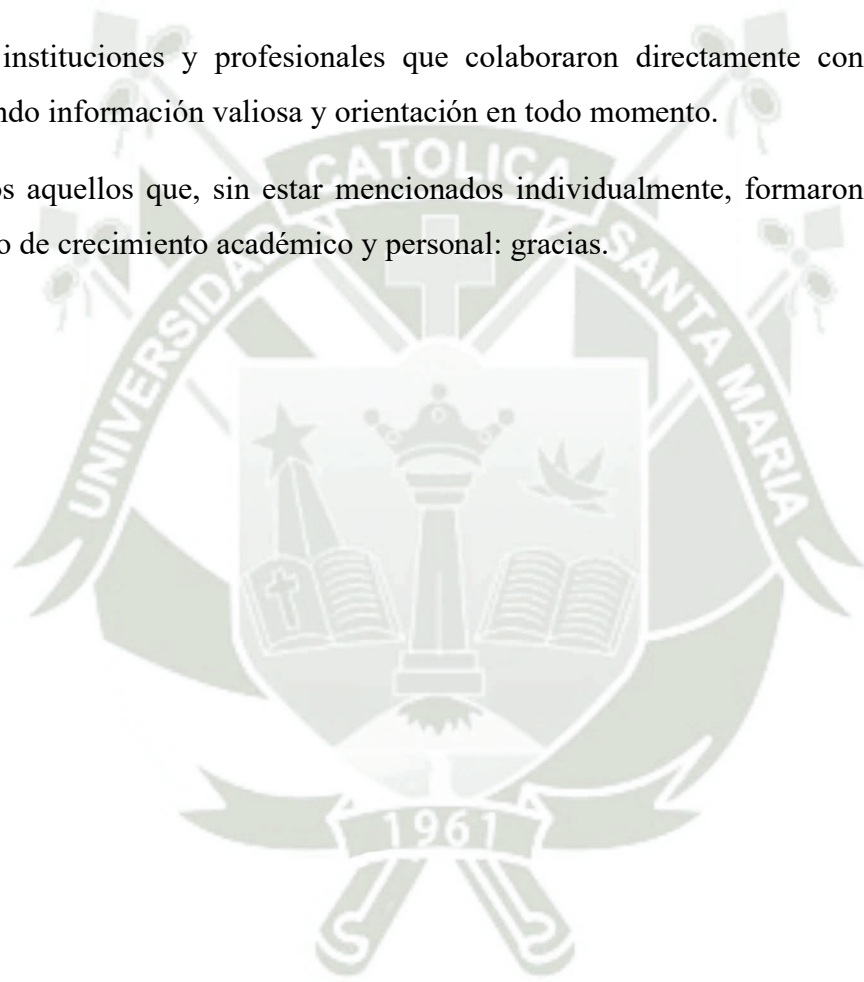 instituciones y profesionales que colaboraron directamente con
ndo información valiosa y orientación en todo momento.
os aquellos que, sin estar mencionados individualmente, formaron
o de crecimiento académico y personal: gracias.
UNIVERSIDAD CATOLICA SANTA MARIA
1961